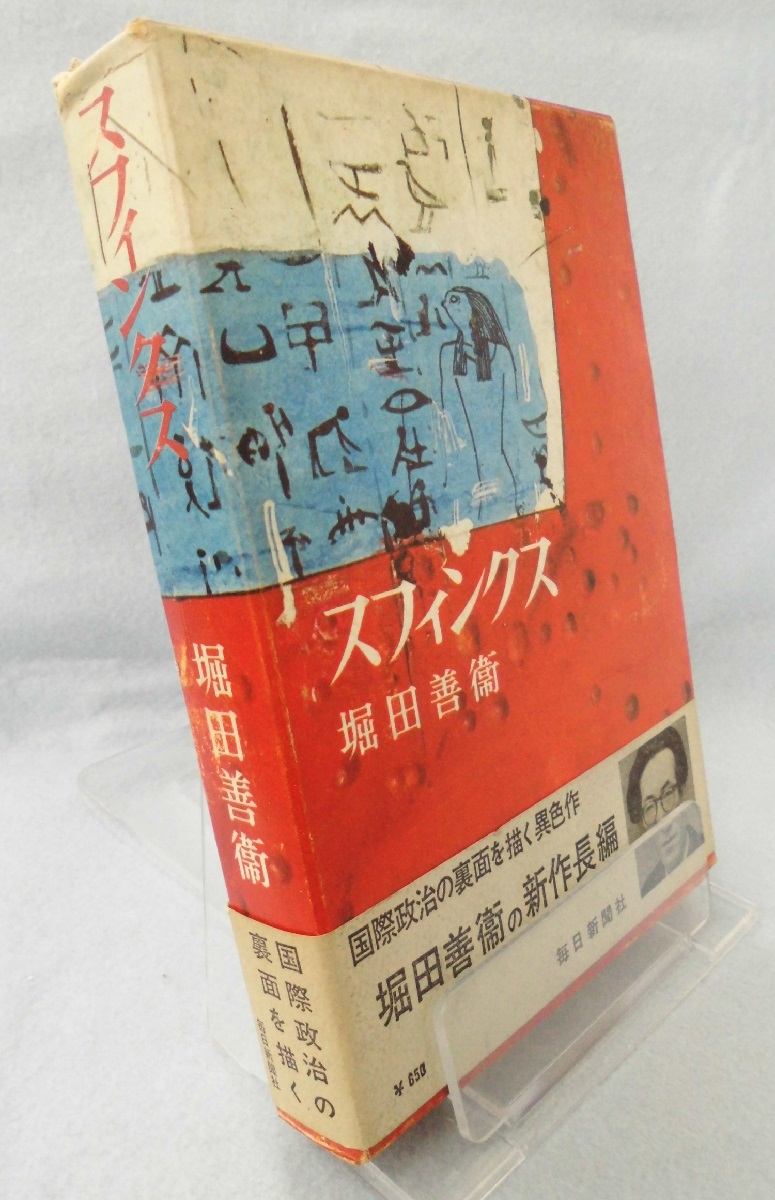 スフィンクス
堀田善衞
国際政治の
裏面を描く
毎日新聞社
スフィンクス
堀田善衞
国際政治の裏面を描く異色作
堀田善衞の新作長編
毎日新聞社
¥650